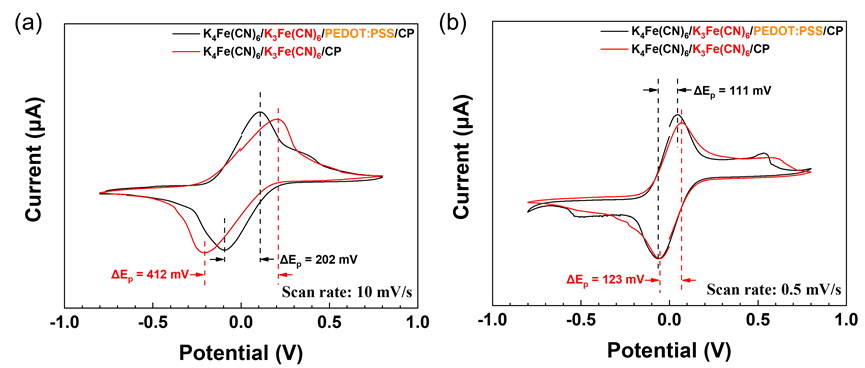 (a)
K₄Fe(CN)₆/K₃Fe(CN)₆/PEDOT:PSS/CP
K₄Fe(CN)₆/K₃Fe(CN)₆/CP
Current (μA)
ΔEₚ = 202 mV
ΔEₚ = 412 mV
Scan rate: 10 mV/s
-1.0 -0.5 0.0 0.5 1.0
Potential (V)
(b)
K₄Fe(CN)₆/K₃Fe(CN)₆/PEDOT:PSS/CP
K₄Fe(CN)₆/K₃Fe(CN)₆/CP
ΔEₚ = 111 mV
Current (μA)
ΔEₚ = 123 mV
Scan rate: 0.5 mV/s
-1.0 -0.5 0.0 0.5 1.0
Potential (V)